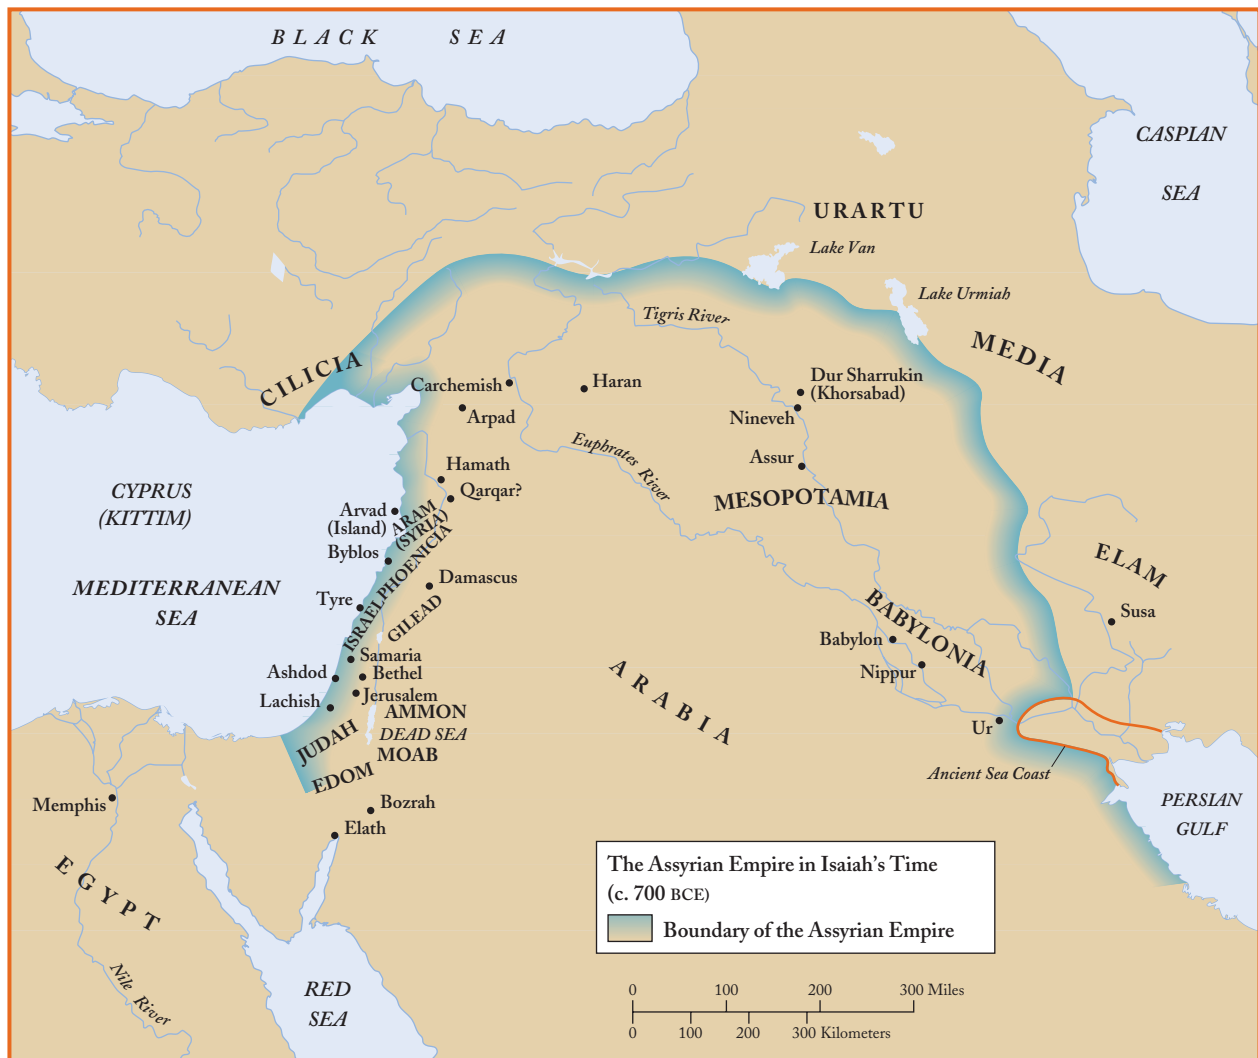 BLACK SEA
CASPIAN
SEA
URARTU
Lake Van
Lake Urmiah
Tigris River
MEDIA
CILICIA
Carchemish
Haran
Dur Sharrukin
(Khorsabad)
Arpad
Nineveh
Euphrates River
Assur
Hamath
Qarqar?
MESOPOTAMIA
CYPRUS
(KITTIM)
Arvad
(Island)
ARAM
(SYRIA)
Byblos
PHOENICIA
ELAM
MEDITERRANEAN
SEA
Damascus
Tyre
ISRAEL
GILEAD
BABYLONIA
Susa
Babylon
Samaria
Ashdod
Bethel
Nippur
ARABIA
Lachish
Jerusalem
AMMON
Ur
JUDAH
DEAD SEA
MOAB
Ancient Sea Coast
EDOM
Memphis
Bozrah
PERSIAN
GULF
Elath
EGYPT
The Assyrian Empire in Isaiah's Time
(c. 700 BCE)
Boundary of the Assyrian Empire
Nile River
RED
SEA
0 100 200 300 Miles
0 100 200 300 Kilometers